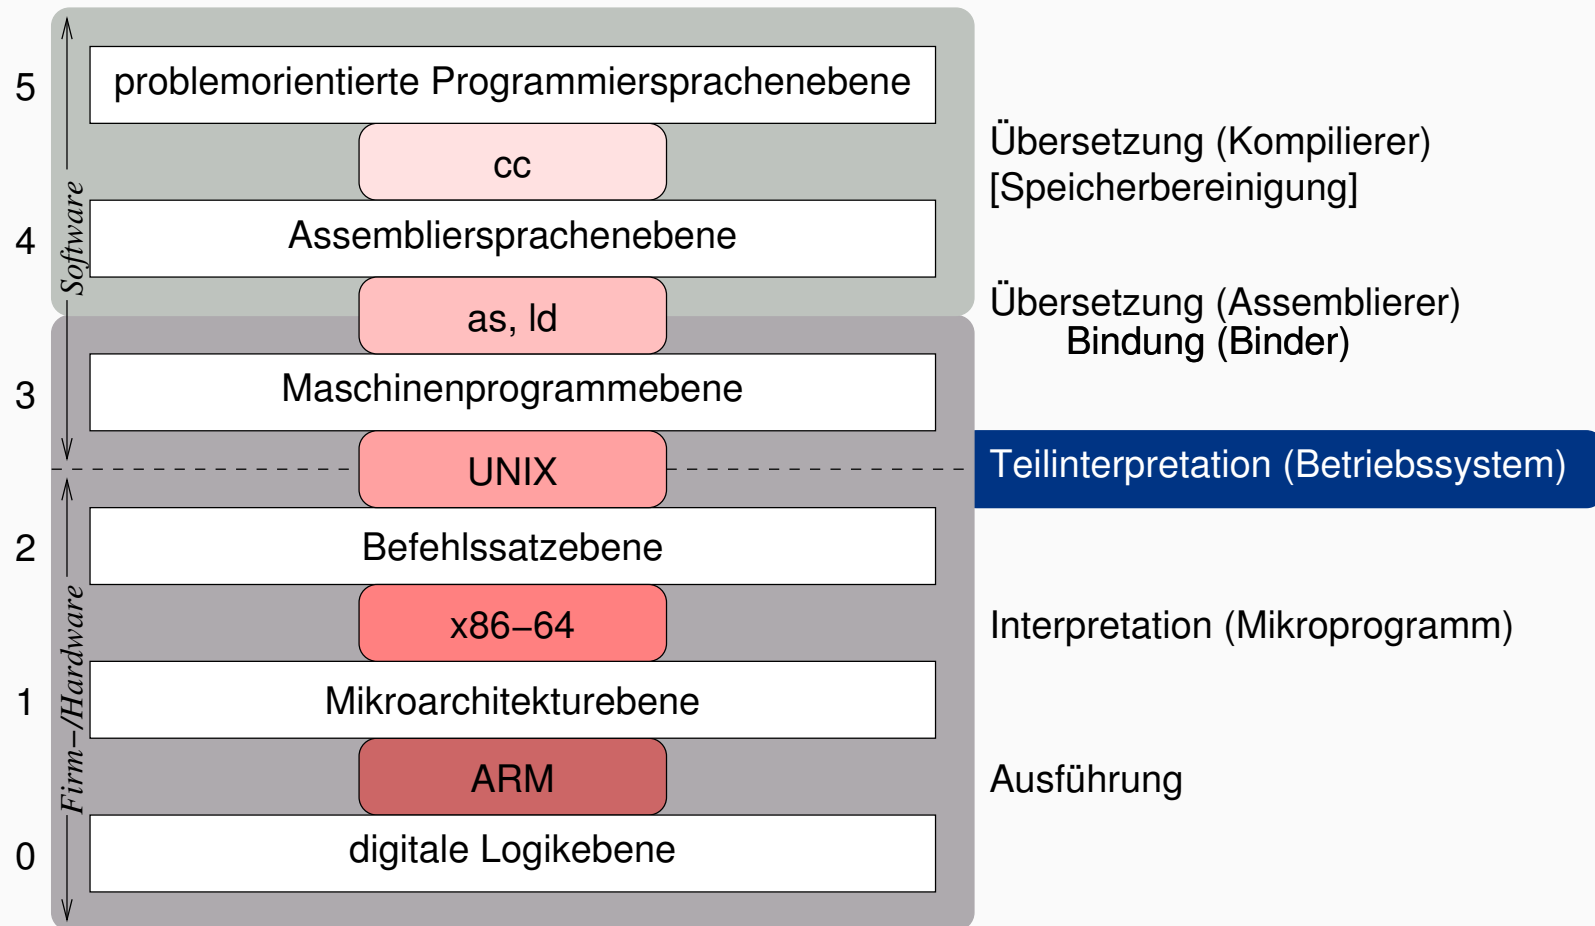 5
problemorientierte Programmiersprachenebene
cc
Übersetzung (Kompilierer)
[Speicherbereinigung]
4
Assembliersprachenebene
Software
as, ld
Übersetzung (Assemblierer)
Bindung (Binder)
3
Maschinenprogrammebene
UNIX
Teilinterpretation (Betriebssystem)
2
Befehlssatzebene
x86–64
Interpretation (Mikroprogramm)
1
Mikroarchitekturebene
Firm–/Hardware
ARM
Ausführung
0
digitale Logikebene